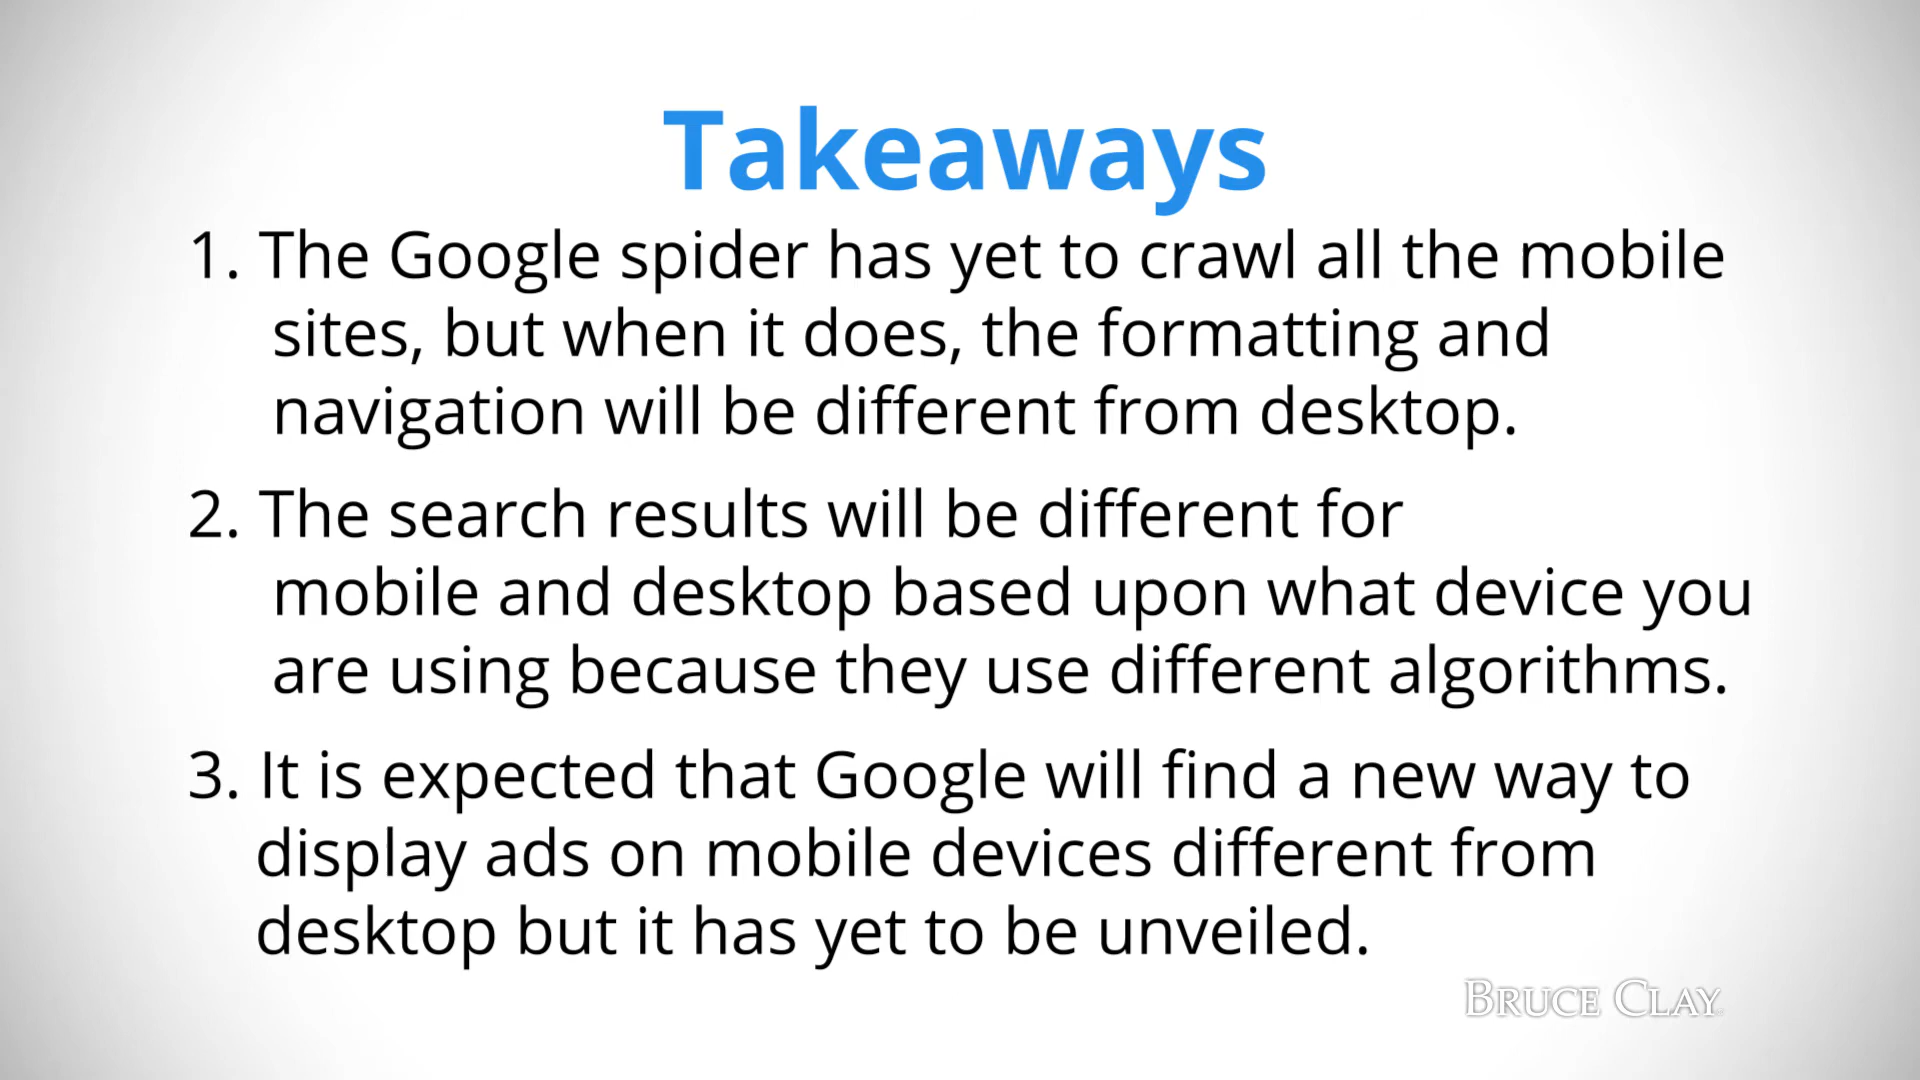 Takeaways
1. The Google spider has yet to crawl all the mobile
sites, but when it does, the formatting and
navigation will be different from desktop.
2. The search results will be different for
mobile and desktop based upon what device you
are using because they use different algorithms.
3. It is expected that Google will find a new way to
display ads on mobile devices different from
desktop but it has yet to be unveiled.
BRUCE CLAY